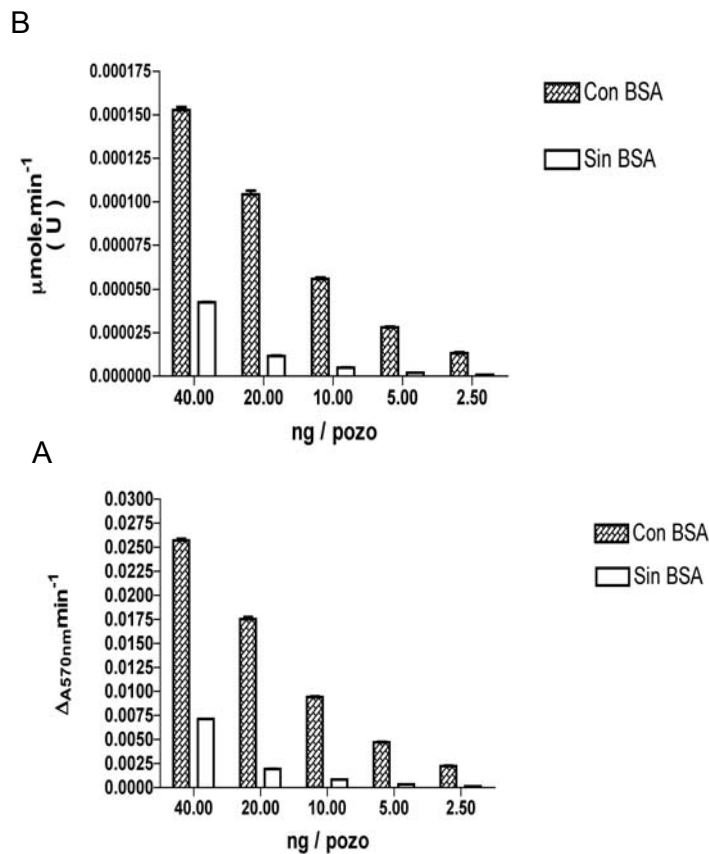 B
0.000175
0.000150
0.000125
0.000100
0.000075
0.000050
0.000025
0.000000
μmole.min-1
( U )
40.00 20.00 10.00 5.00 2.50
ng / pozo
Con BSA
Sin BSA
A
0.0300
0.0275
0.0250
0.0225
0.0200
0.0175
0.0150
0.0125
0.0100
0.0075
0.0050
0.0025
0.0000
ΔA570nmmin-1
40.00 20.00 10.00 5.00 2.50
ng / pozo
Con BSA
Sin BSA